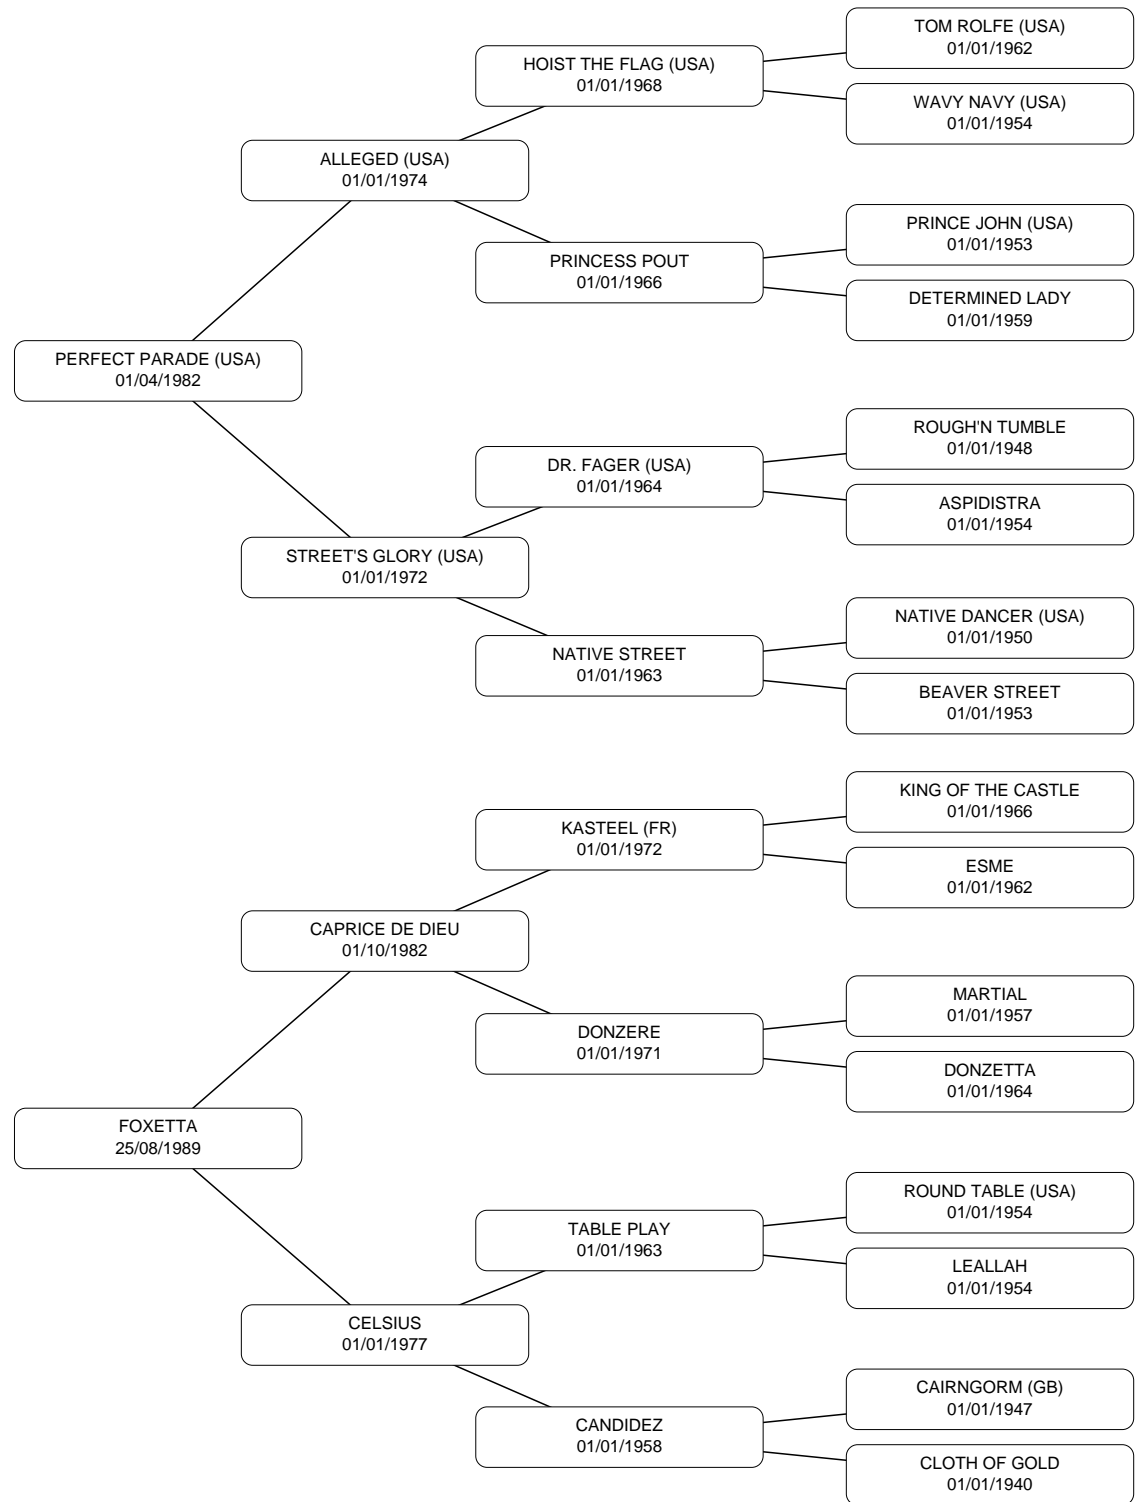 TOM ROLFE (USA)
01/01/1962
HOIST THE FLAG (USA)
01/01/1968
WAVY NAVY (USA)
01/01/1954
ALLEGED (USA)
01/01/1974
PRINCE JOHN (USA)
01/01/1953
PRINCESS POUT
01/01/1966
DETERMINED LADY
01/01/1959
PERFECT PARADE (USA)
01/04/1982
ROUGH'N TUMBLE
01/01/1948
DR. FAGER (USA)
01/01/1964
ASPIDISTRA
01/01/1954
STREET'S GLORY (USA)
01/01/1972
NATIVE DANCER (USA)
01/01/1950
NATIVE STREET
01/01/1963
BEAVER STREET
01/01/1953
KING OF THE CASTLE
01/01/1966
KASTEEL (FR)
01/01/1972
ESME
01/01/1962
CAPRICE DE DIEU
01/10/1982
MARTIAL
01/01/1957
DONZERE
01/01/1971
DONZETTA
01/01/1964
FOXETTA
25/08/1989
ROUND TABLE (USA)
01/01/1954
TABLE PLAY
01/01/1963
LEALLAH
01/01/1954
CELSIUS
01/01/1977
CAIRNGORM (GB)
01/01/1947
CANDIDEZ
01/01/1958
CLOTH OF GOLD
01/01/1940